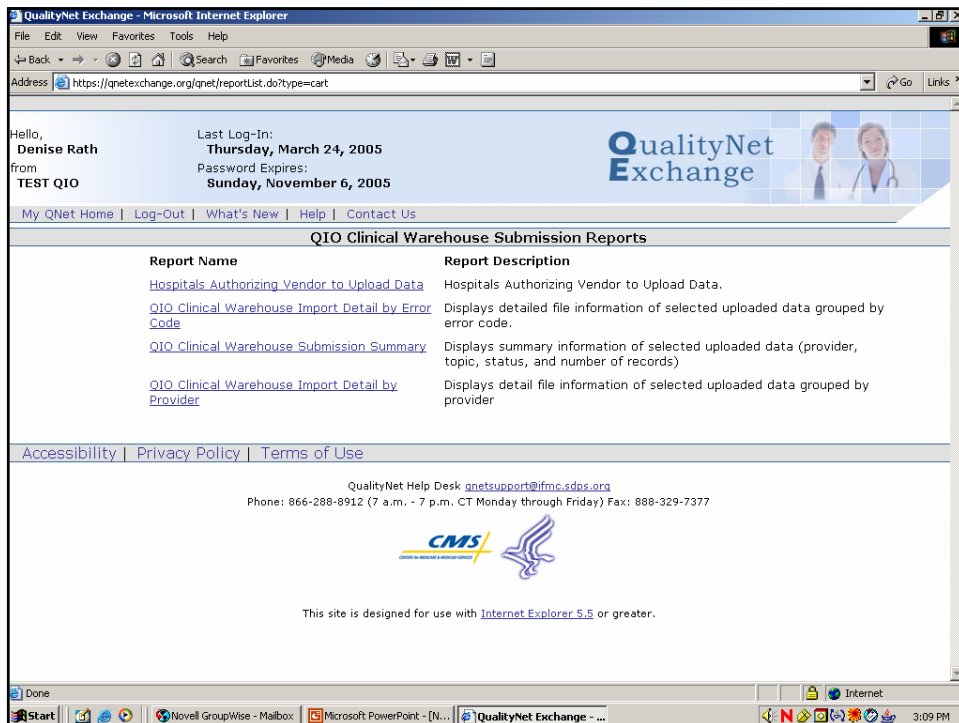 QualityNet Exchange - Microsoft Internet Explorer
File Edit View Favorites Tools Help
Back Search Favorites Media
Address https://qnetexchange.org/qnet/reportList.do?type=cart Go Links
Hello,
Denise Rath
from
TEST QIO
Last Log-In:
Thursday, March 24, 2005
Password Expires:
Sunday, November 6, 2005
QualityNet
Exchange
My QNet Home | Log-Out | What's New | Help | Contact Us
QIO Clinical Warehouse Submission Reports
Report Name Report Description
Hospitals Authorizing Vendor to Upload Data Hospitals Authorizing Vendor to Upload Data.
QIO Clinical Warehouse Import Detail by Error Code Displays detailed file information of selected uploaded data grouped by error code.
QIO Clinical Warehouse Submission Summary Displays summary information of selected uploaded data (provider, topic, status, and number of records)
QIO Clinical Warehouse Import Detail by Provider Displays detail file information of selected uploaded data grouped by provider
Accessibility | Privacy Policy | Terms of Use
QualityNet Help Desk qnetsupport@ifmc.sdps.org
Phone: 866-288-8912 (7 a.m. - 7 p.m. CT Monday through Friday) Fax: 888-329-7377
CMS
CENTERS for MEDICARE & MEDICAID SERVICES
This site is designed for use with Internet Explorer 5.5 or greater.
Done Internet
Start Novell GroupWise - Mailbox Microsoft PowerPoint - [N... QualityNet Exchange - ... 3:09 PM